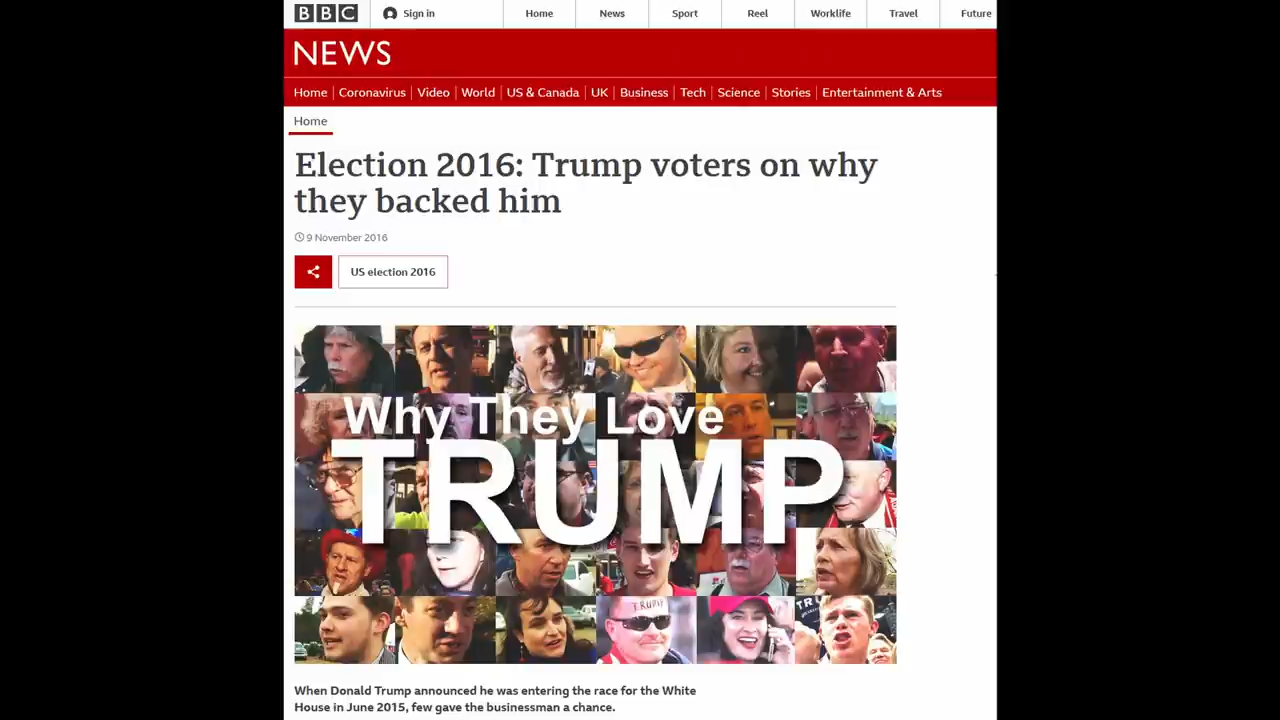 BBC Sign in Home News Sport Reel Worklife Travel Future
NEWS
Home Coronavirus Video World US & Canada UK Business Tech Science Stories Entertainment & Arts
Home
Election 2016: Trump voters on why
they backed him
9 November 2016
US election 2016
Why They Love
TRUMP
TRUMP
TRU
When Donald Trump announced he was entering the race for the White
House in June 2015, few gave the businessman a chance.